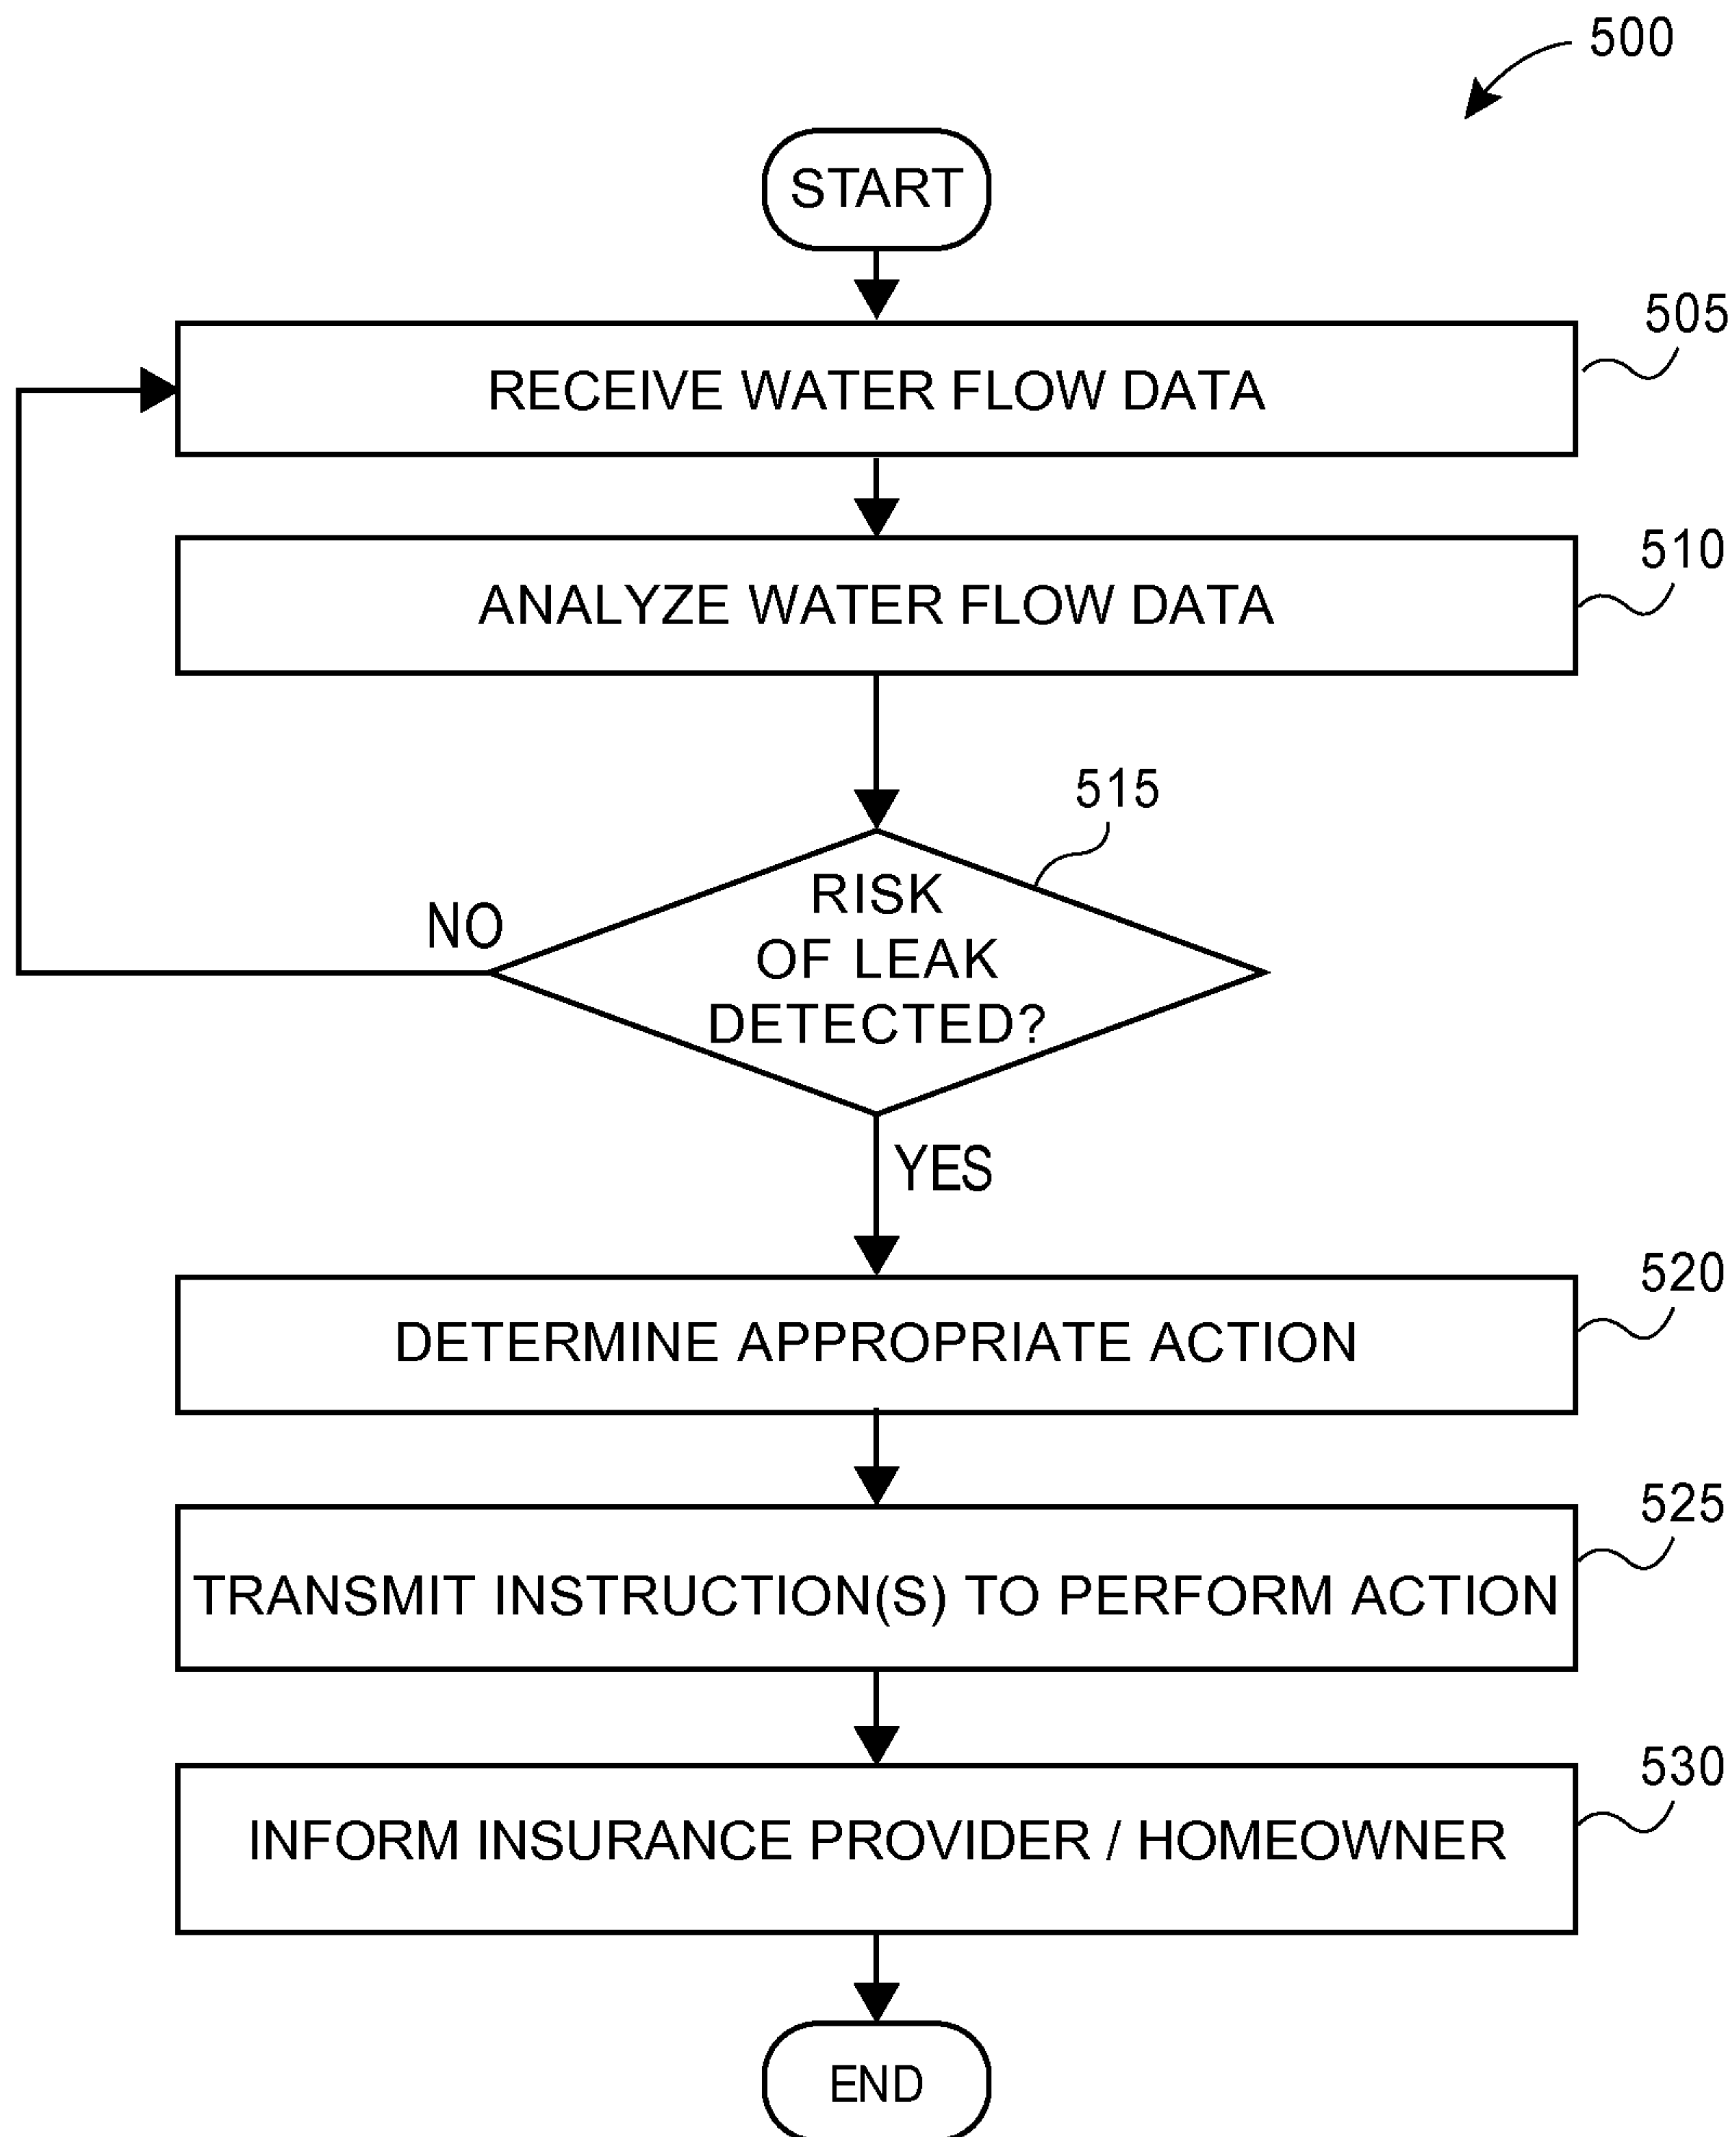 500
START
505
RECEIVE WATER FLOW DATA
510
ANALYZE WATER FLOW DATA
515
RISK
OF LEAK
DETECTED?
NO
YES
520
DETERMINE APPROPRIATE ACTION
525
TRANSMIT INSTRUCTION(S) TO PERFORM ACTION
530
INFORM INSURANCE PROVIDER / HOMEOWNER
END